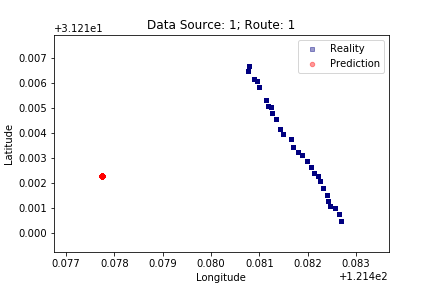 Data Source: 1; Route: 1
+3.121e1
Reality
Prediction
0.007
0.006
0.005
0.004
0.003
0.002
0.001
0.000
Latitude
0.077 0.078 0.079 0.080 0.081 0.082 0.083
Longitude
+1.214e2